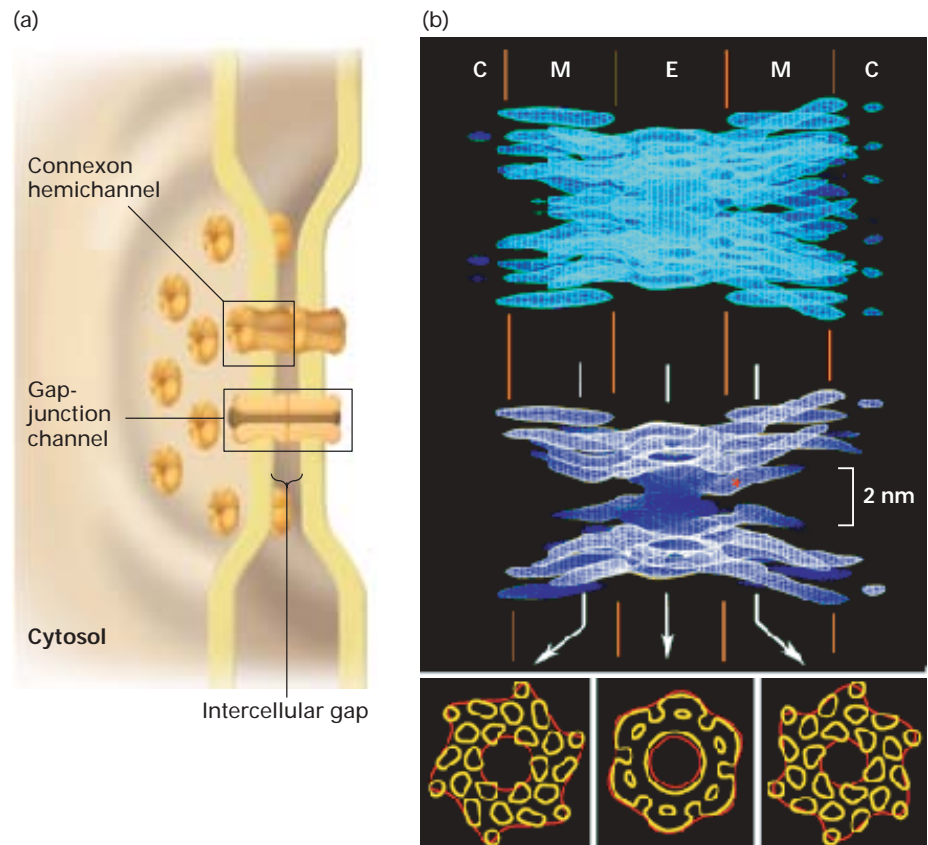 (a)
Connexon
hemichannel
Gap-
junction
channel
Cytosol
Intercellular gap
(b)
C M E M C
2 nm